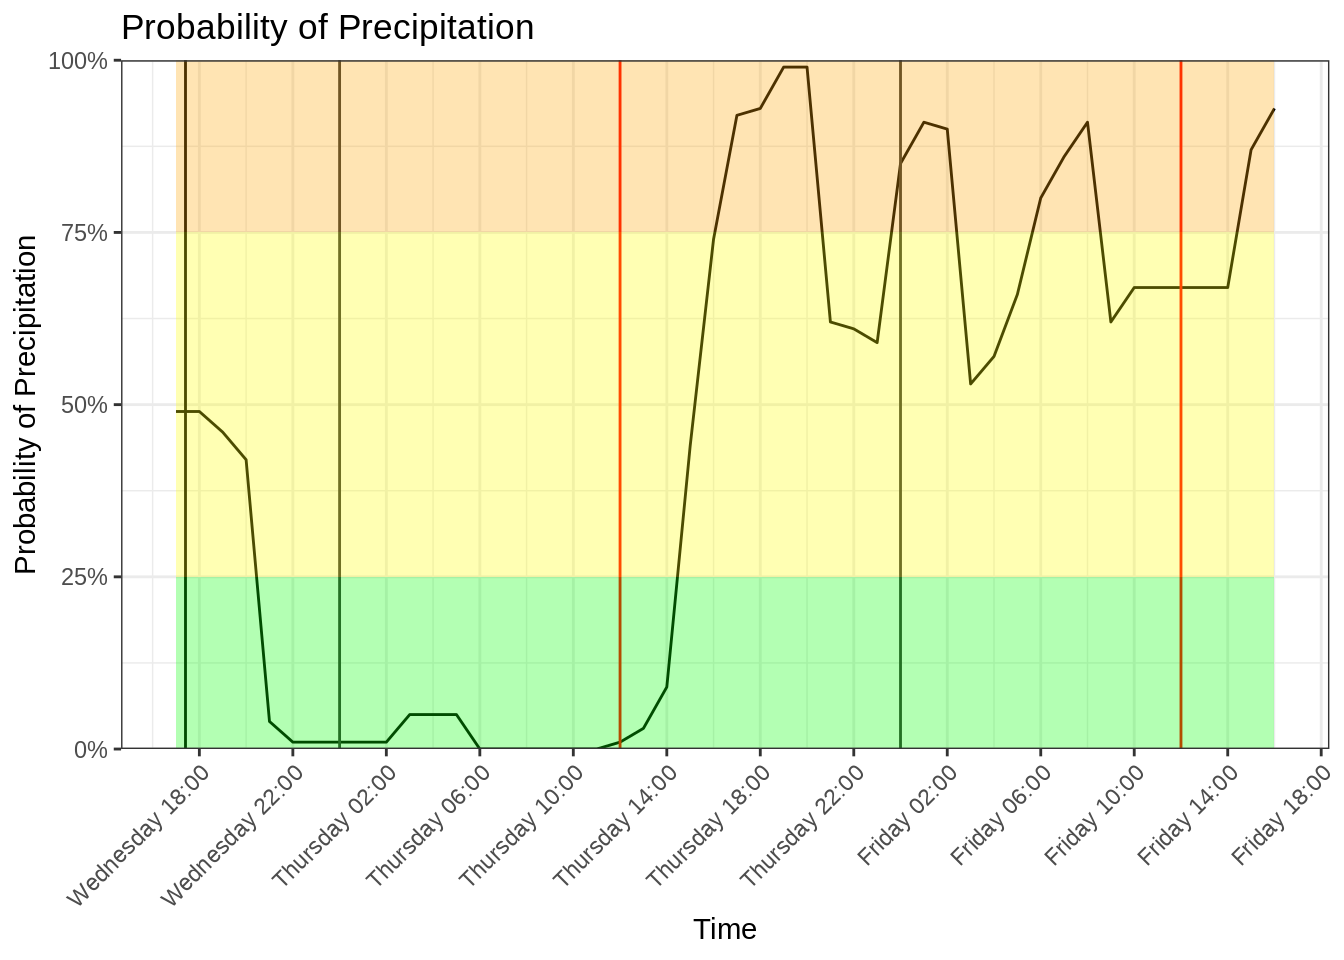 Probability of Precipitation
Probability of Precipitation
100%
75%
50%
25%
0%
Wednesday 18:00
Wednesday 22:00
Thursday 02:00
Thursday 06:00
Thursday 10:00
Thursday 14:00
Thursday 18:00
Thursday 22:00
Friday 02:00
Friday 06:00
Friday 10:00
Friday 14:00
Friday 18:00
Time